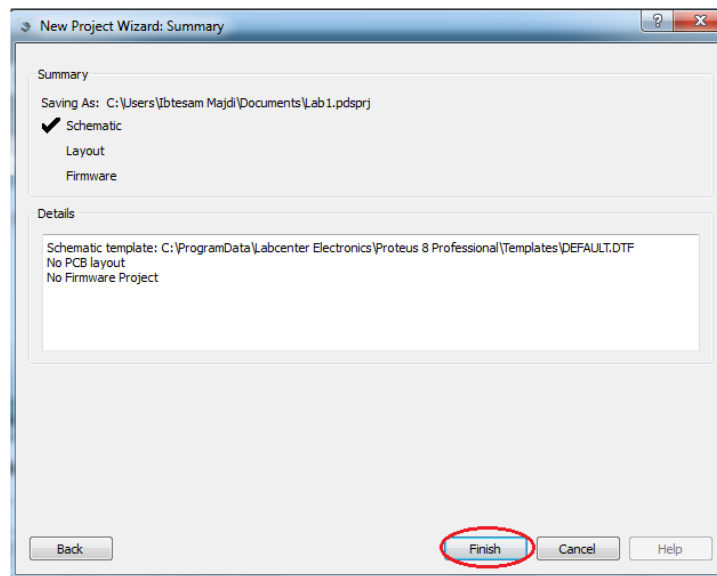 New Project Wizard: Summary
Summary
Saving As: C:\Users\Ibtesam Majdi\Documents\Lab1.pdsprj
Schematic
Layout
Firmware
Details
Schematic template: C:\ProgramData\Labcenter Electronics\Proteus 8 Professional\Templates\DEFAULT.DTF
No PCB layout
No Firmware Project
Back Finish Cancel Help